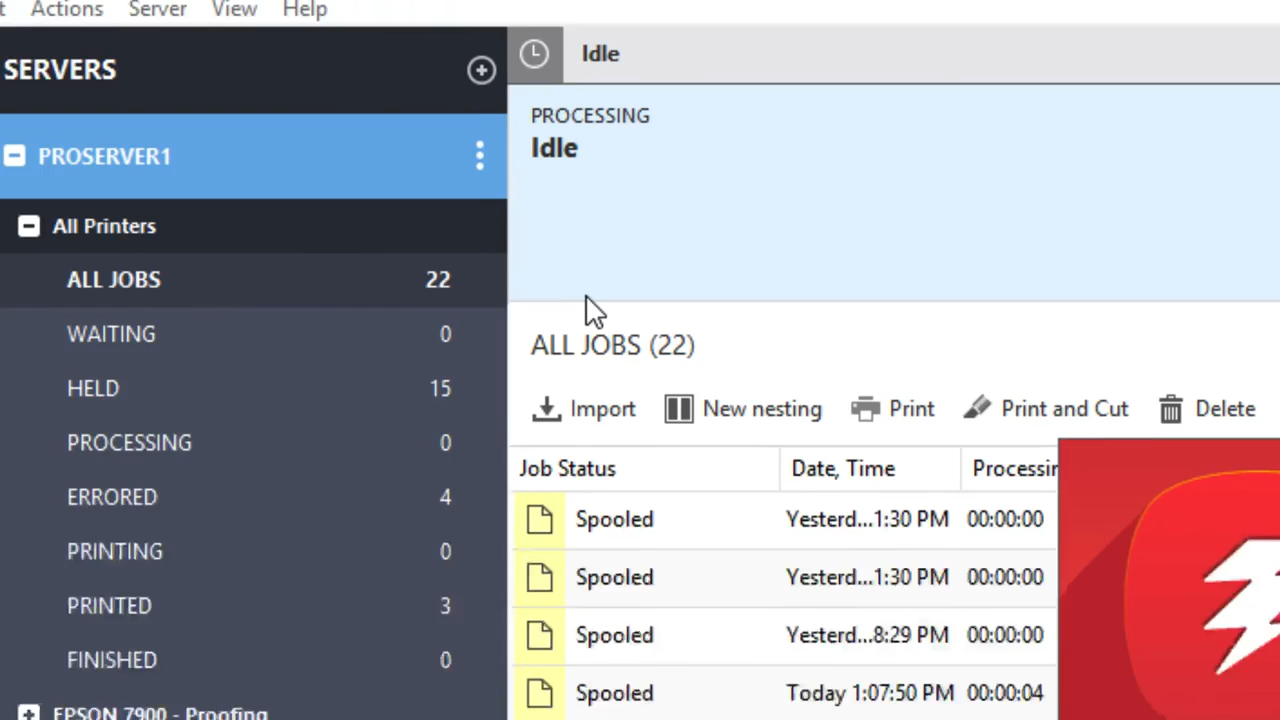 t Actions Server View Help
SERVERS
Idle
PROCESSING
Idle
PROSERVER1
All Printers
ALL JOBS 22
WAITING 0
HELD 15
PROCESSING 0
ERRORED 4
PRINTING 0
PRINTED 3
FINISHED 0
EPSON 7900 - Proofing
ALL JOBS (22)
Import New nesting Print Print and Cut Delete
Job Status Date, Time Processin
Spooled Yesterd...1:30 PM 00:00:00
Spooled Yesterd...1:30 PM 00:00:00
Spooled Yesterd...8:29 PM 00:00:00
Spooled Today 1:07:50 PM 00:00:04